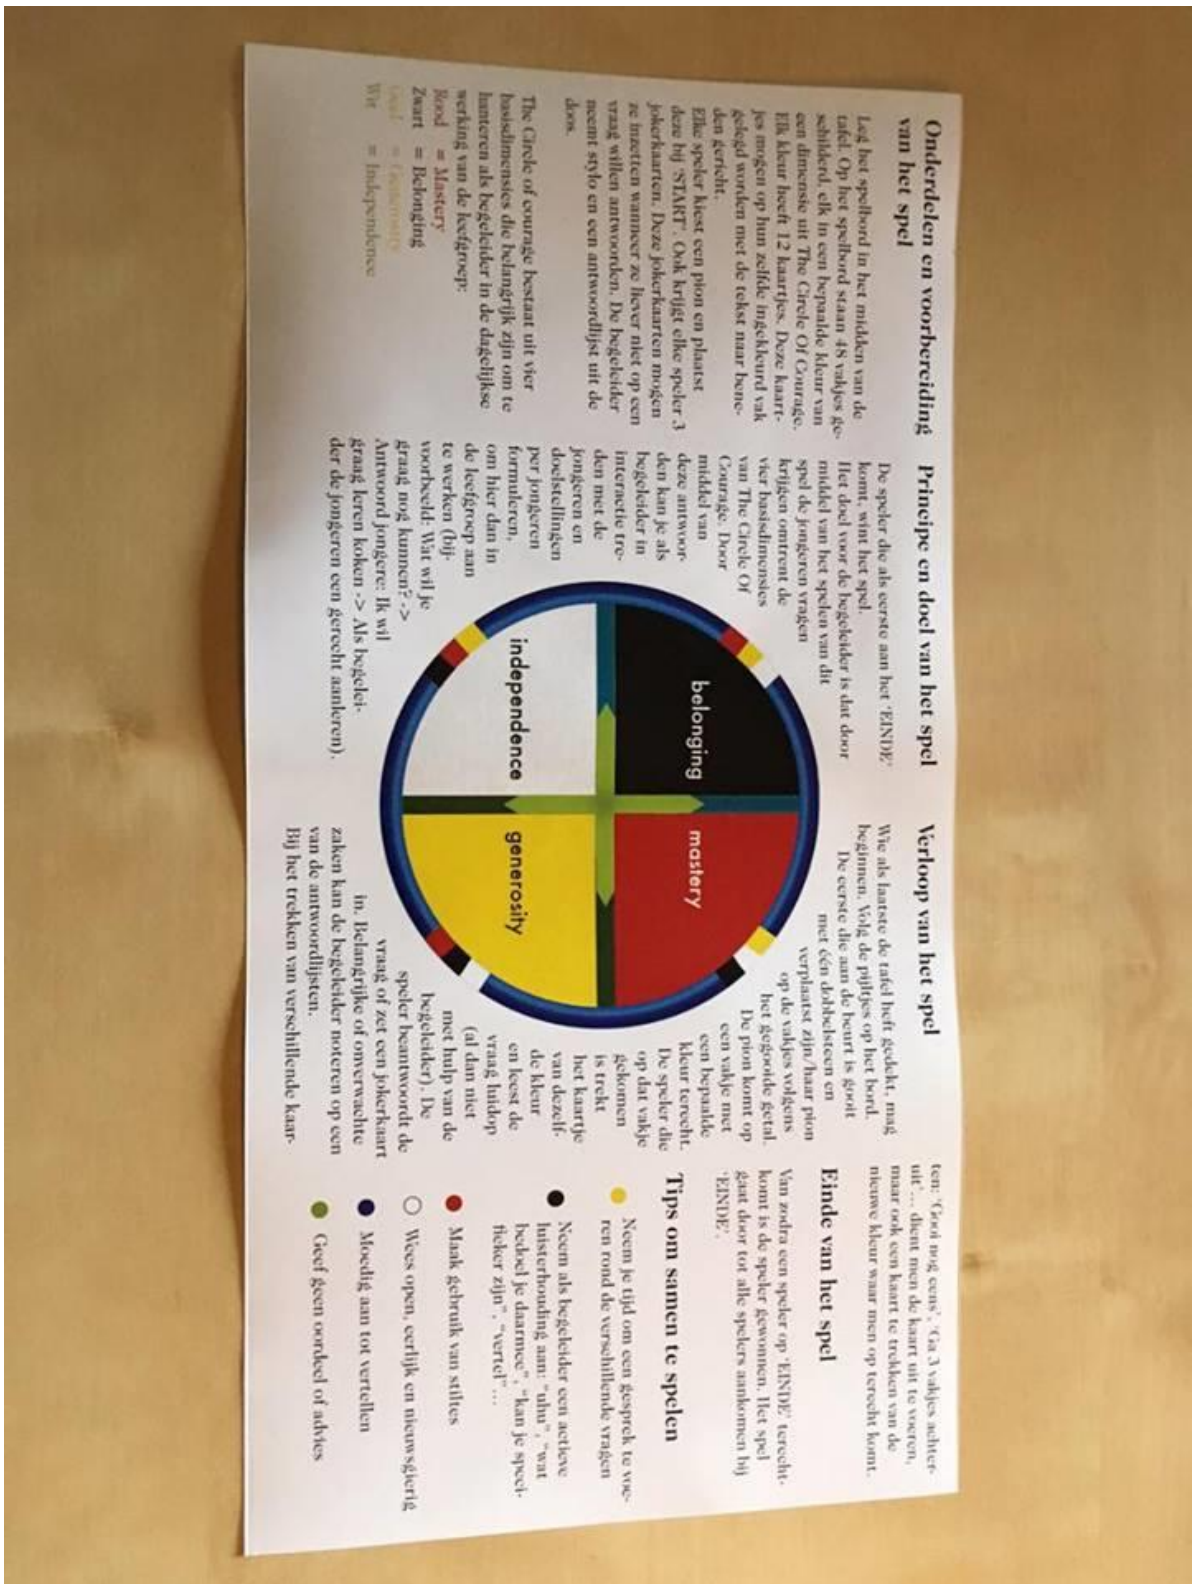 Onderdelen en voorbereiding
van het spel
Leg het spelbord in het midden van de
tafel. Op het spelbord staan 48 vakjes ge-
schilderd, elk in een bepaalde kleur van
een dimensie uit The Circle Of Courage.
Elk kleur heeft 12 kaartjes. Deze kaart-
jes mogen op hun zelfde ingekleurd vak
gelegd worden met de tekst naar bene-
den gericht.
Elke speler kiest een pion en plaatst
deze bij 'START'. Ook krijgt elke speler 3
jokerkaarten. Deze jokerkaarten mogen
ze inzetten wanneer ze liever niet op een
vraag willen antwoorden. De begeleider
neemt stylo en een antwoordlijst uit de
doos.
The Circle of courage bestaat uit vier
basisdimensies die belangrijk zijn om te
hanteren als begeleider in de dagelijkse
werking van de leefgroep:
Rood = Mastery
Zwart = Belonging
Geel = Generosity
Wit = Independence
Principe en doel van het spel
De speler die als eerste aan het 'EINDE'
komt, wint het spel.
Het doel voor de begeleider is dat door
middel van het spelen van dit
spel de jongeren vragen
krijgen omtrent de
vier basisdimensies
van The Circle Of
Courage. Door
middel van
deze antwoor-
den kan je als
begeleider in
interactie tre-
den met de
jongeren en
doelstellingen
per jongeren
formuleren,
om hier dan in
de leefgroep aan
te werken (bij-
voorbeeld: Wat wil je
graag nog kunnen? ->
Antwoord jongere: Ik wil
graag leren koken -> Als begelei-
der de jongeren een gerecht aanleren).
belonging
mastery
independence
generosity
Verloop van het spel
Wie als laatste de tafel heft gedekt, mag
beginnen. Volg de pijltjes op het bord.
De eerste die aan de beurt is gooit
met één dobbelsteen en
verplaatst zijn/haar pion
op de vakjes volgens
het gegooide getal.
De pion komt op
een vakje met
een bepaalde
kleur terecht.
De speler die
op dat vakje
gekomen
is trekt
het kaartje
van dezelf-
de kleur
en leest de
vraag luidop
(al dan niet
met hulp van de
begeleider). De
speler beantwoordt de
vraag of zet een jokerkaart
in. Belangrijke of onverwachte
zaken kan de begeleider noteren op een
van de antwoordlijsten.
Bij het trekken van verschillende kaar-
ten: 'Gooi nog eens', 'Ga 3 vakjes achter-
uit'... dient men de kaart uit te voeren,
maar ook een kaart te trekken van de
nieuwe kleur waar men op terecht komt.
Einde van het spel
Van zodra een speler op 'EINDE' terecht-
komt is de speler gewonnen. Het spel
gaat door tot alle spelers aankomen bij
'EINDE'.
Tips om samen te spelen
Neem je tijd om een gesprek te voe-
ren rond de verschillende vragen
Neem als begeleider een actieve
luisterhouding aan: "uhu", "wat
bedoel je daarmee", "kan je speci-
fieker zijn", "vertel"...
Maak gebruik van stiltes
Wees open, eerlijk en nieuwsgierig
Moedig aan tot vertellen
Geef geen oordeel of advies